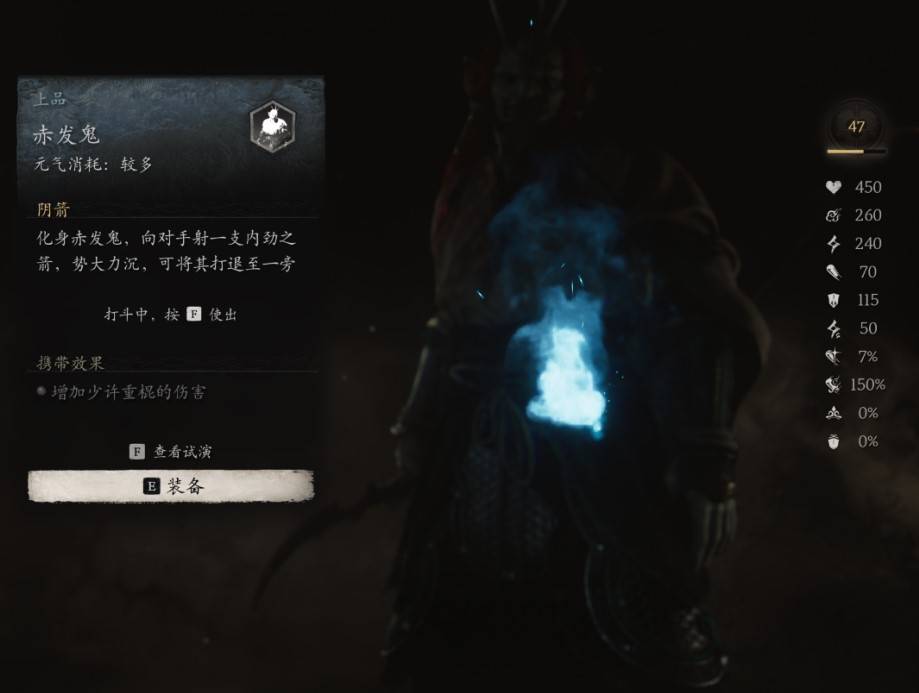 上品
赤发鬼
元气消耗：较多
阴箭
化身赤发鬼，向对手射一支内劲之
箭，势大力沉，可将其打退至一旁
打斗中，按 F 使出
携带效果
增加少许重棍的伤害
F 查看试演
E 装备
47
450
260
240
70
115
50
7%
150%
0%
0%